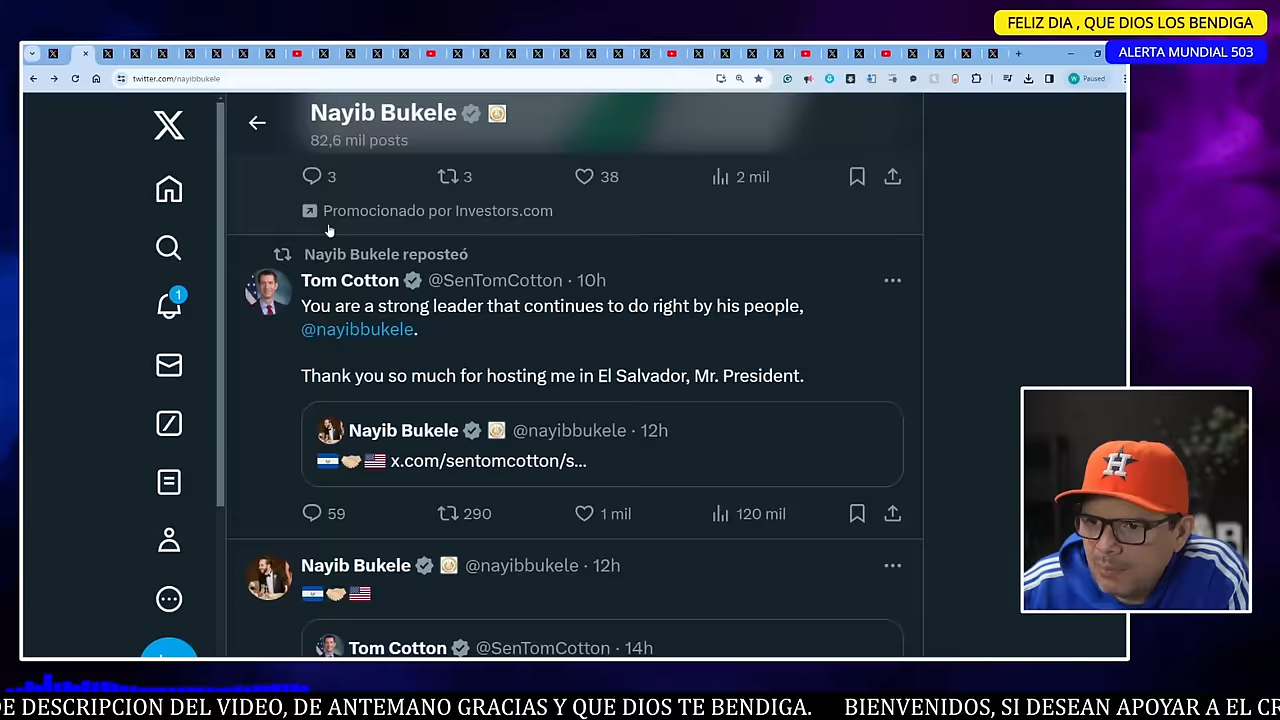 FELIZ DIA , QUE DIOS LOS BENDIGA
ALERTA MUNDIAL 503
twitter.com/nayibbukele
Paused
Nayib Bukele
82,6 mil posts
3 3 38 2 mil
Promocionado por Investors.com
Nayib Bukele reposteó
1
Tom Cotton @SenTomCotton · 10h
You are a strong leader that continues to do right by his people,
@nayibbukele.
Thank you so much for hosting me in El Salvador, Mr. President.
Nayib Bukele @nayibbukele · 12h
x.com/sentomcotton/s...
59 290 1 mil 120 mil
Nayib Bukele @nayibbukele · 12h
Tom Cotton @SenTomCotton · 14h
H
DE DESCRIPCION DEL VIDEO, DE ANTEMANO GRACIAS Y QUE DIOS TE BENDIGA. BIENVENIDOS, SI DESEAN APOYAR A EL CR